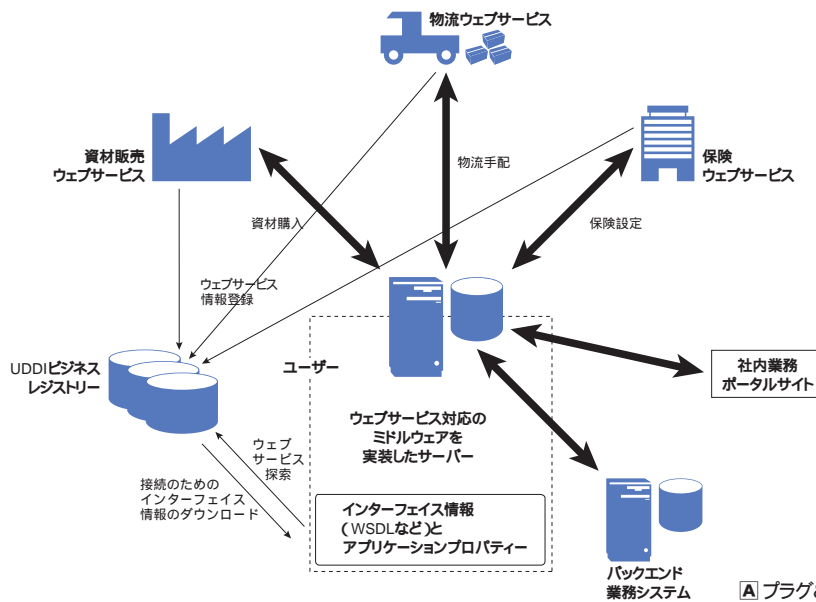 物流ウェブサービス
資材販売
ウェブサービス
保険
ウェブサービス
物流手配
資材購入
保険設定
ウェブサービス
情報登録
UDDIビジネス
レジストリー
ユーザー
社内業務
ポータルサイト
ウェブサービス対応の
ミドルウェアを
実装したサーバー
ウェブ
サービス
探索
接続のための
インターフェイス
情報のダウンロード
インターフェイス情報
(WSDLなど)と
アプリケーションプロパティー
バックエンド
業務システム
A プラグ